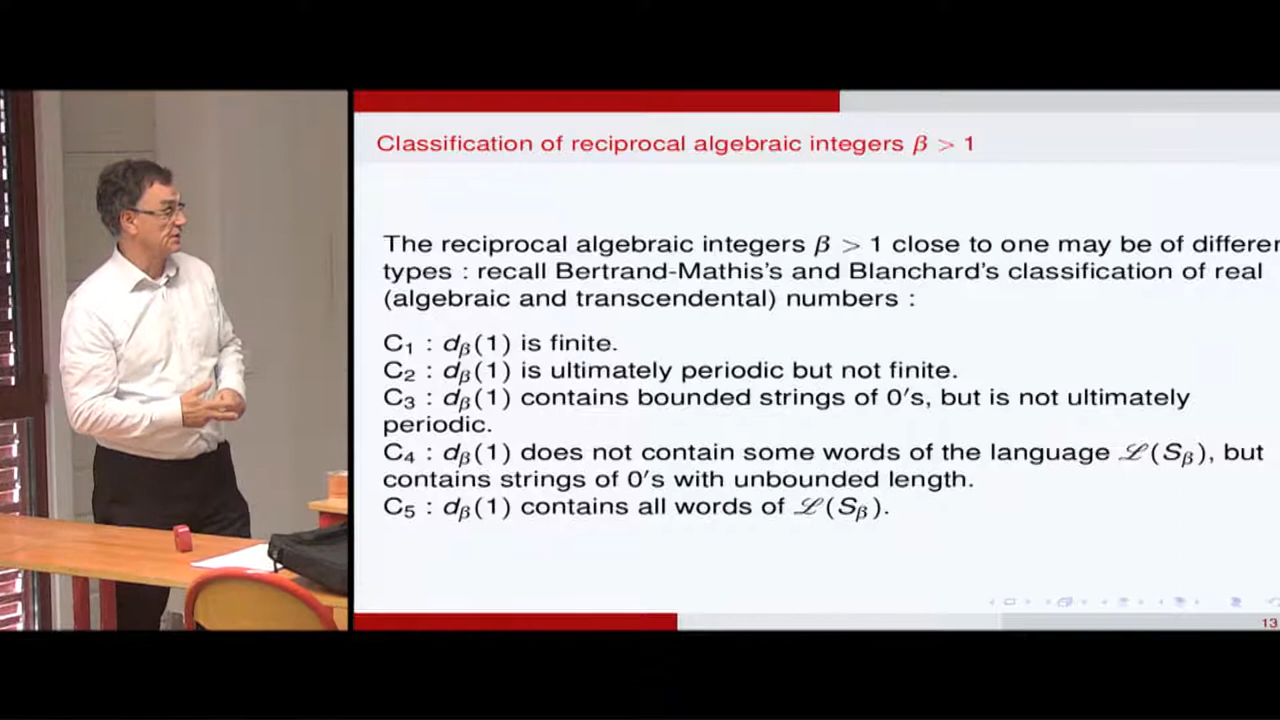 Classification of reciprocal algebraic integers β > 1
The reciprocal algebraic integers β > 1 close to one may be of differen
types : recall Bertrand-Mathis's and Blanchard's classification of real
(algebraic and transcendental) numbers :
C₁ : dᵦ(1) is finite.
C₂ : dᵦ(1) is ultimately periodic but not finite.
C₃ : dᵦ(1) contains bounded strings of 0's, but is not ultimately
periodic.
C₄ : dᵦ(1) does not contain some words of the language ℒ(Sᵦ), but
contains strings of 0's with unbounded length.
C₅ : dᵦ(1) contains all words of ℒ(Sᵦ).
13